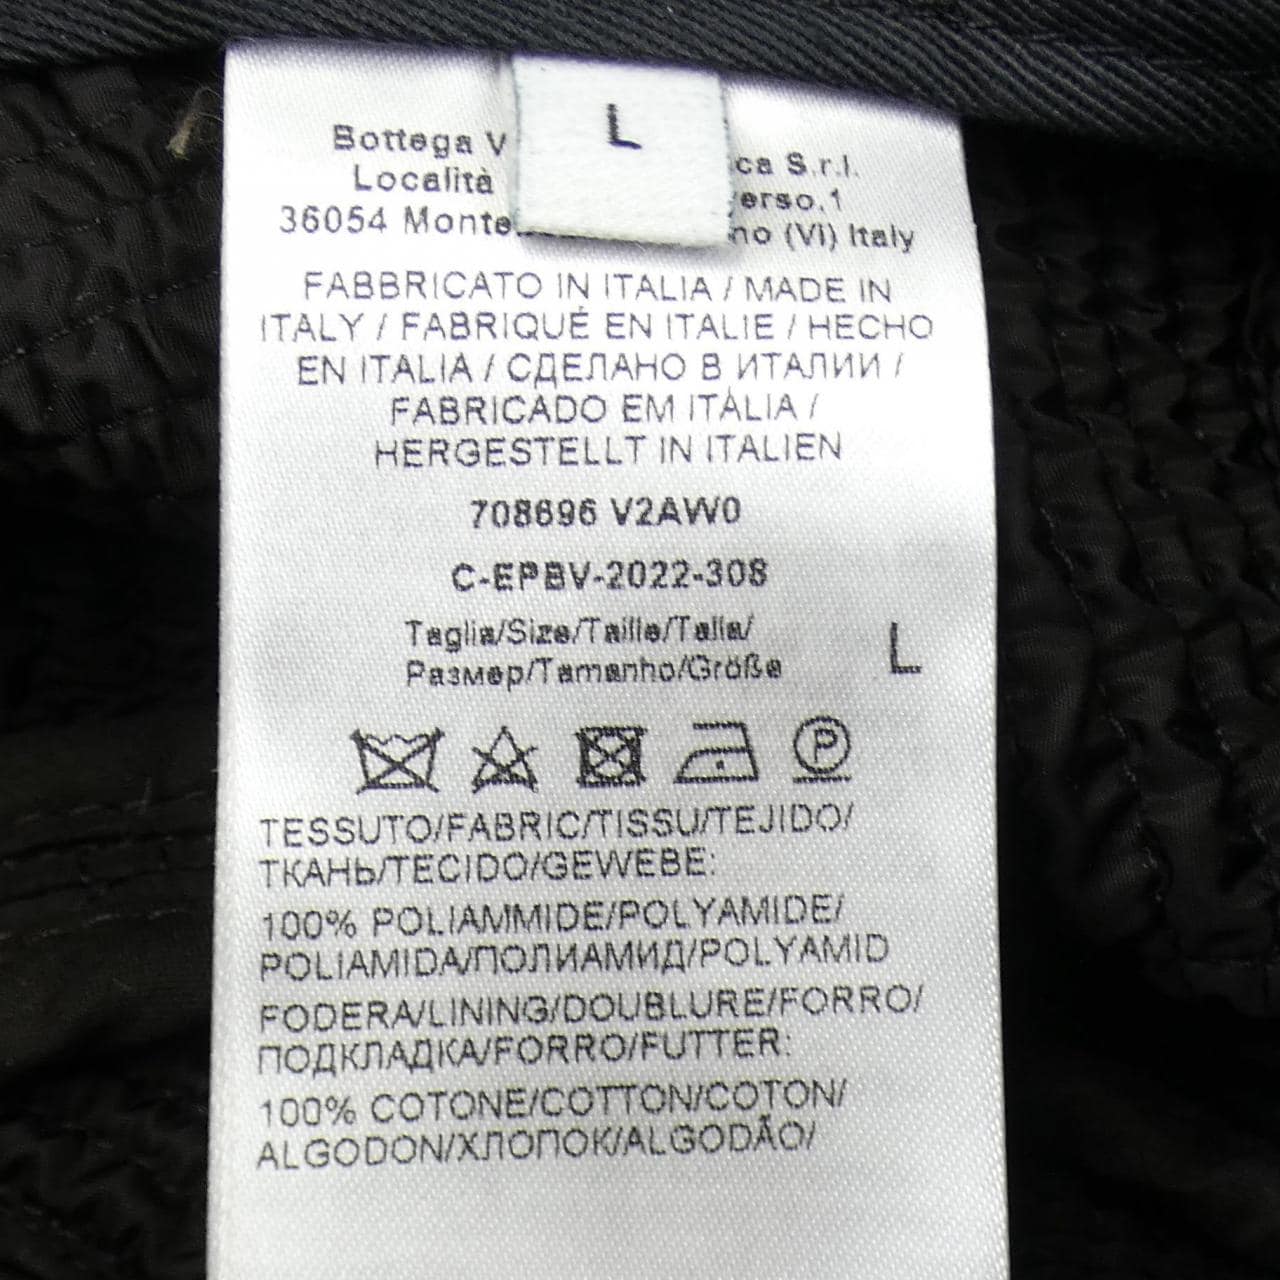 L
Bottega V ca S.r.l.
Località erso,1
36054 Monte no (VI) Italy
FABBRICATO IN ITALIA / MADE IN
ITALY / FABRIQUÉ EN ITALIE / HECHO
EN ITALIA / СДЕЛАНО В ИТАЛИИ /
FABRICADO EM ITÁLIA /
HERGESTELLT IN ITALIEN
708696 V2AW0
C-EPBV-2022-308
Taglia/Size/Taille/Talla/
Размер/Tamanho/Größe L
P
TESSUTO/FABRIC/TISSU/TEJIDO/
ТКАНЬ/TECIDO/GEWEBE:
100% POLIAMMIDE/POLYAMIDE/
POLIAMIDA/ПОЛИАМИД/POLYAMID
FODERA/LINING/DOUBLURE/FORRO/
ПОДКЛАДКА/FORRO/FUTTER:
100% COTONE/COTTON/COTON/
ALGODON/ХЛОПОК/ALGODÃO/